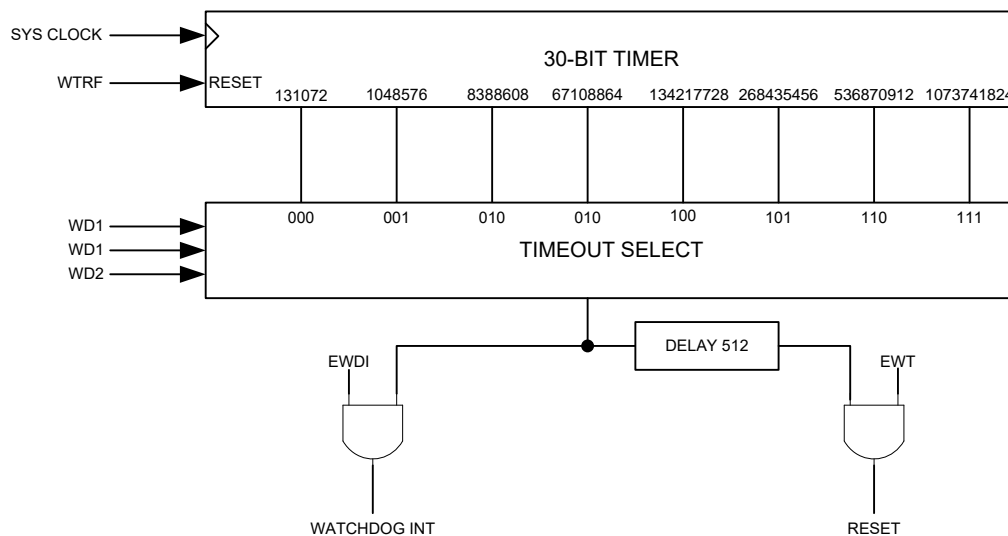 SYS CLOCK
30-BIT TIMER
WTRF
RESET
131072 1048576 8388608 67108864 134217728 268435456 536870912 1073741824
000 001 010 010 100 101 110 111
WD1
TIMEOUT SELECT
WD1
WD2
DELAY 512
EWDI
EWT
WATCHDOG INT
RESET